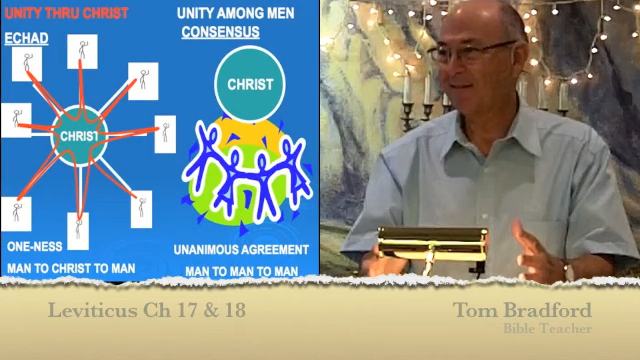 UNITY THRU CHRIST
ECHAD
CHRIST
ONE-NESS
MAN TO CHRIST TO MAN
UNITY AMONG MEN
CONSENSUS
CHRIST
UNANIMOUS AGREEMENT
MAN TO MAN TO MAN
Leviticus Ch 17 & 18
Tom Bradford
Bible Teacher